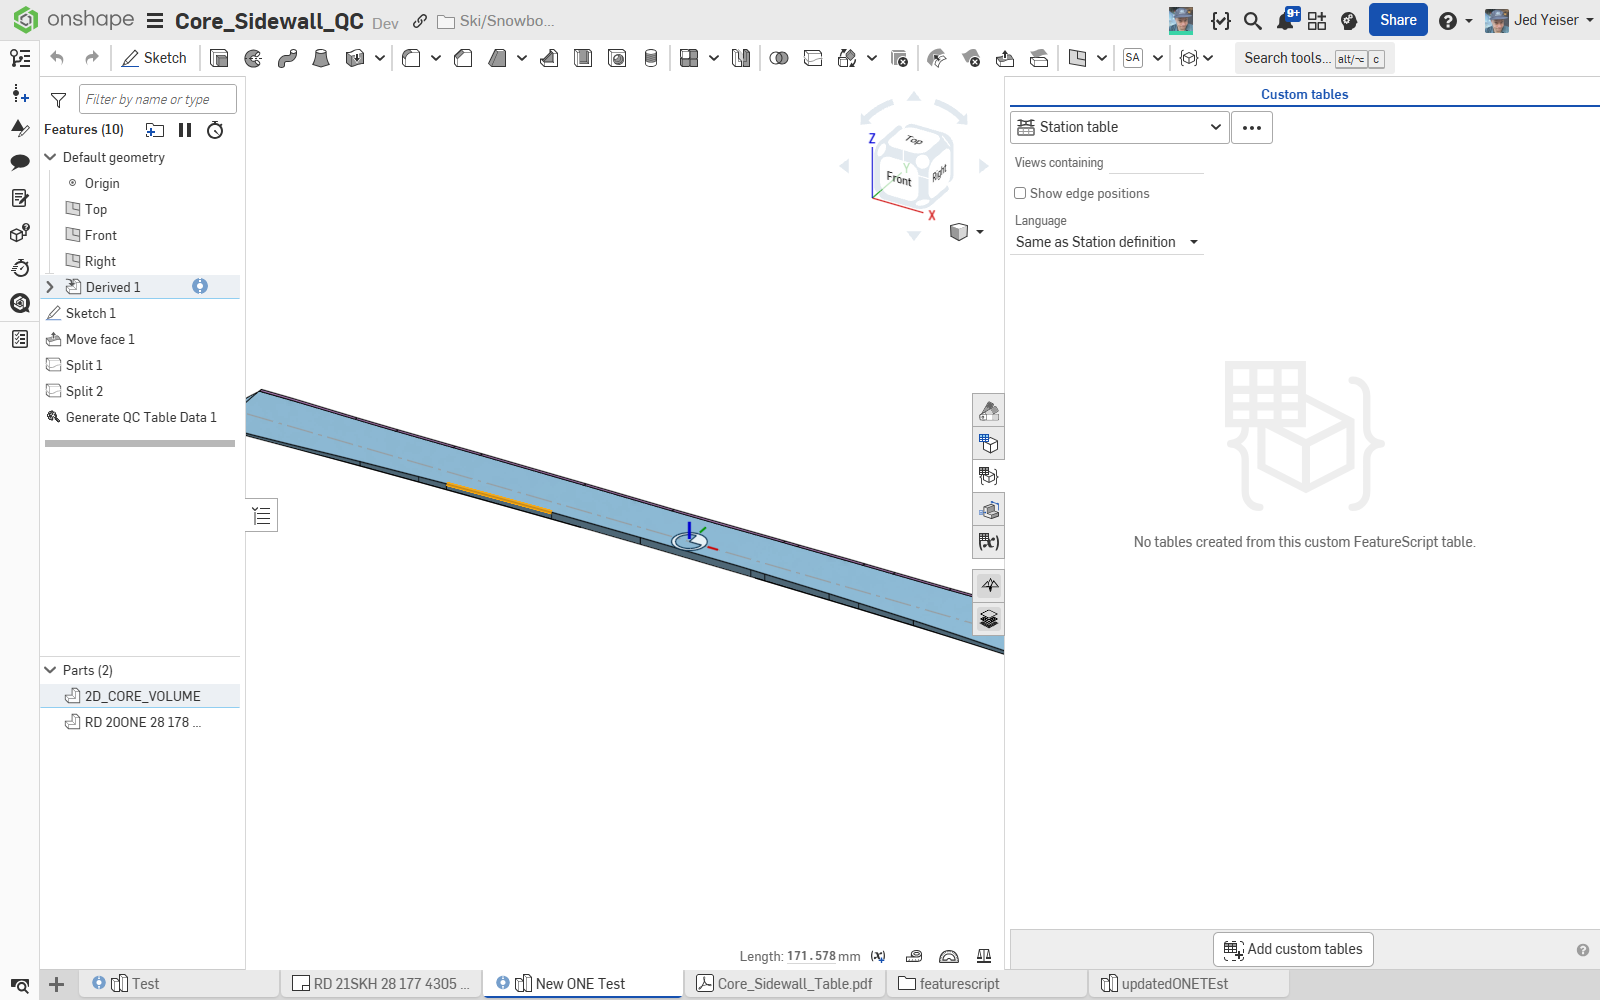 onshape
Core_Sidewall_QC Dev
Ski/Snowbo...
9+
Share
Jed Yeiser
Sketch
SA
Search tools... alt/⌥ c
Filter by name or type
Features (10)
Default geometry
Origin
Top
Front
Right
Derived 1
Sketch 1
Move face 1
Split 1
Split 2
Generate QC Table Data 1
Parts (2)
2D_CORE_VOLUME
RD 20ONE 28 178 ...
Z
Top
Y
Front
Right
X
Custom tables
Station table
Views containing
Show edge positions
Language
Same as Station definition
No tables created from this custom FeatureScript table.
Length: 171.578 mm
Add custom tables
Test
RD 21SKH 28 177 4305 ...
New ONE Test
Core_Sidewall_Table.pdf
featurescript
updatedONETEst